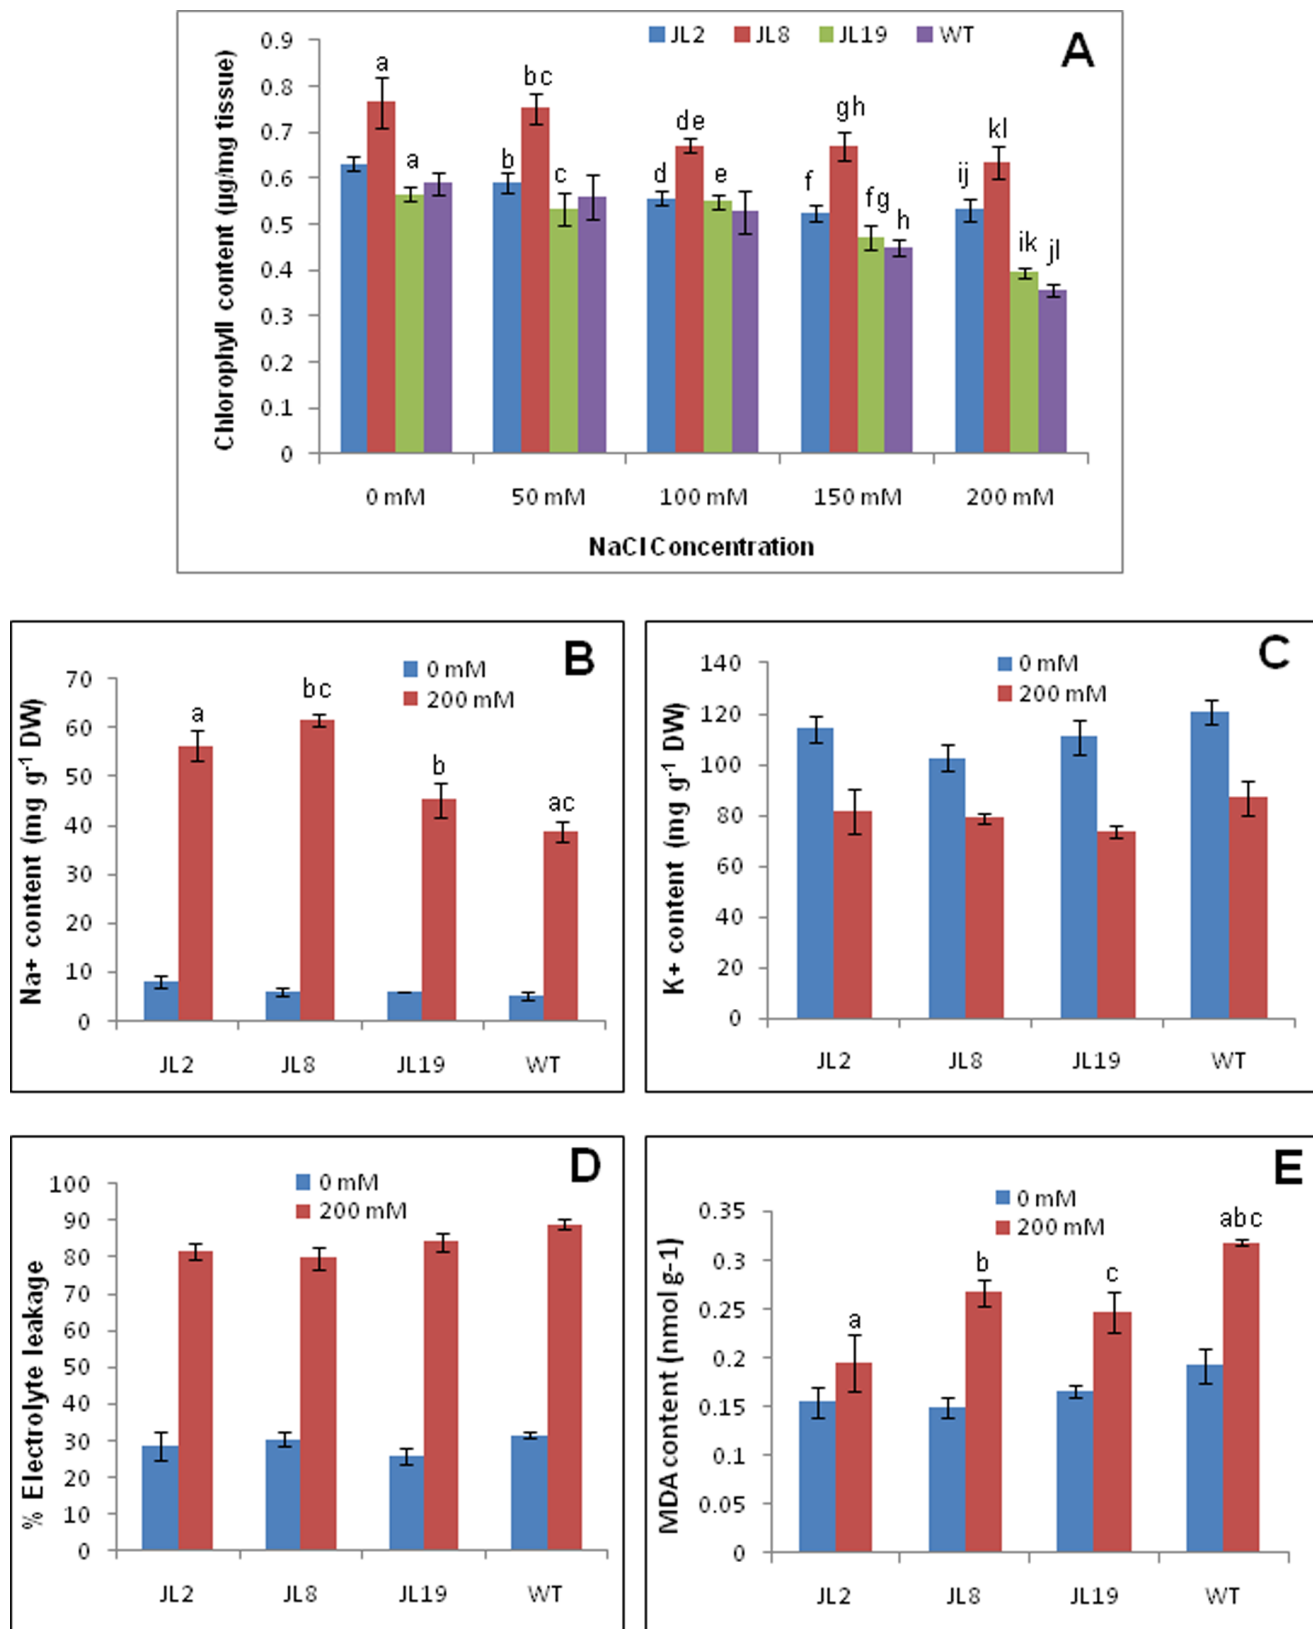 JL2 JL8 JL19 WT
A
Chlorophyll content (µg/mg tissue)
0.9
0.8
0.7
0.6
0.5
0.4
0.3
0.2
0.1
0
a
a
b
bc
c
d
de
e
f
gh
fg
h
ij
kl
ik
jl
0 mM 50 mM 100 mM 150 mM 200 mM
NaCl Concentration
B
0 mM
200 mM
Na+ content (mg g-1 DW)
70
60
50
40
30
20
10
0
a
bc
b
ac
JL2 JL8 JL19 WT
C
0 mM
200 mM
K+ content (mg g-1 DW)
140
120
100
80
60
40
20
0
JL2 JL8 JL19 WT
D
0 mM
200 mM
% Electrolyte leakage
100
90
80
70
60
50
40
30
20
10
0
JL2 JL8 JL19 WT
E
0 mM
200 mM
MDA content (nmol g-1)
0.35
0.3
0.25
0.2
0.15
0.1
0.05
0
a
b
c
abc
JL2 JL8 JL19 WT